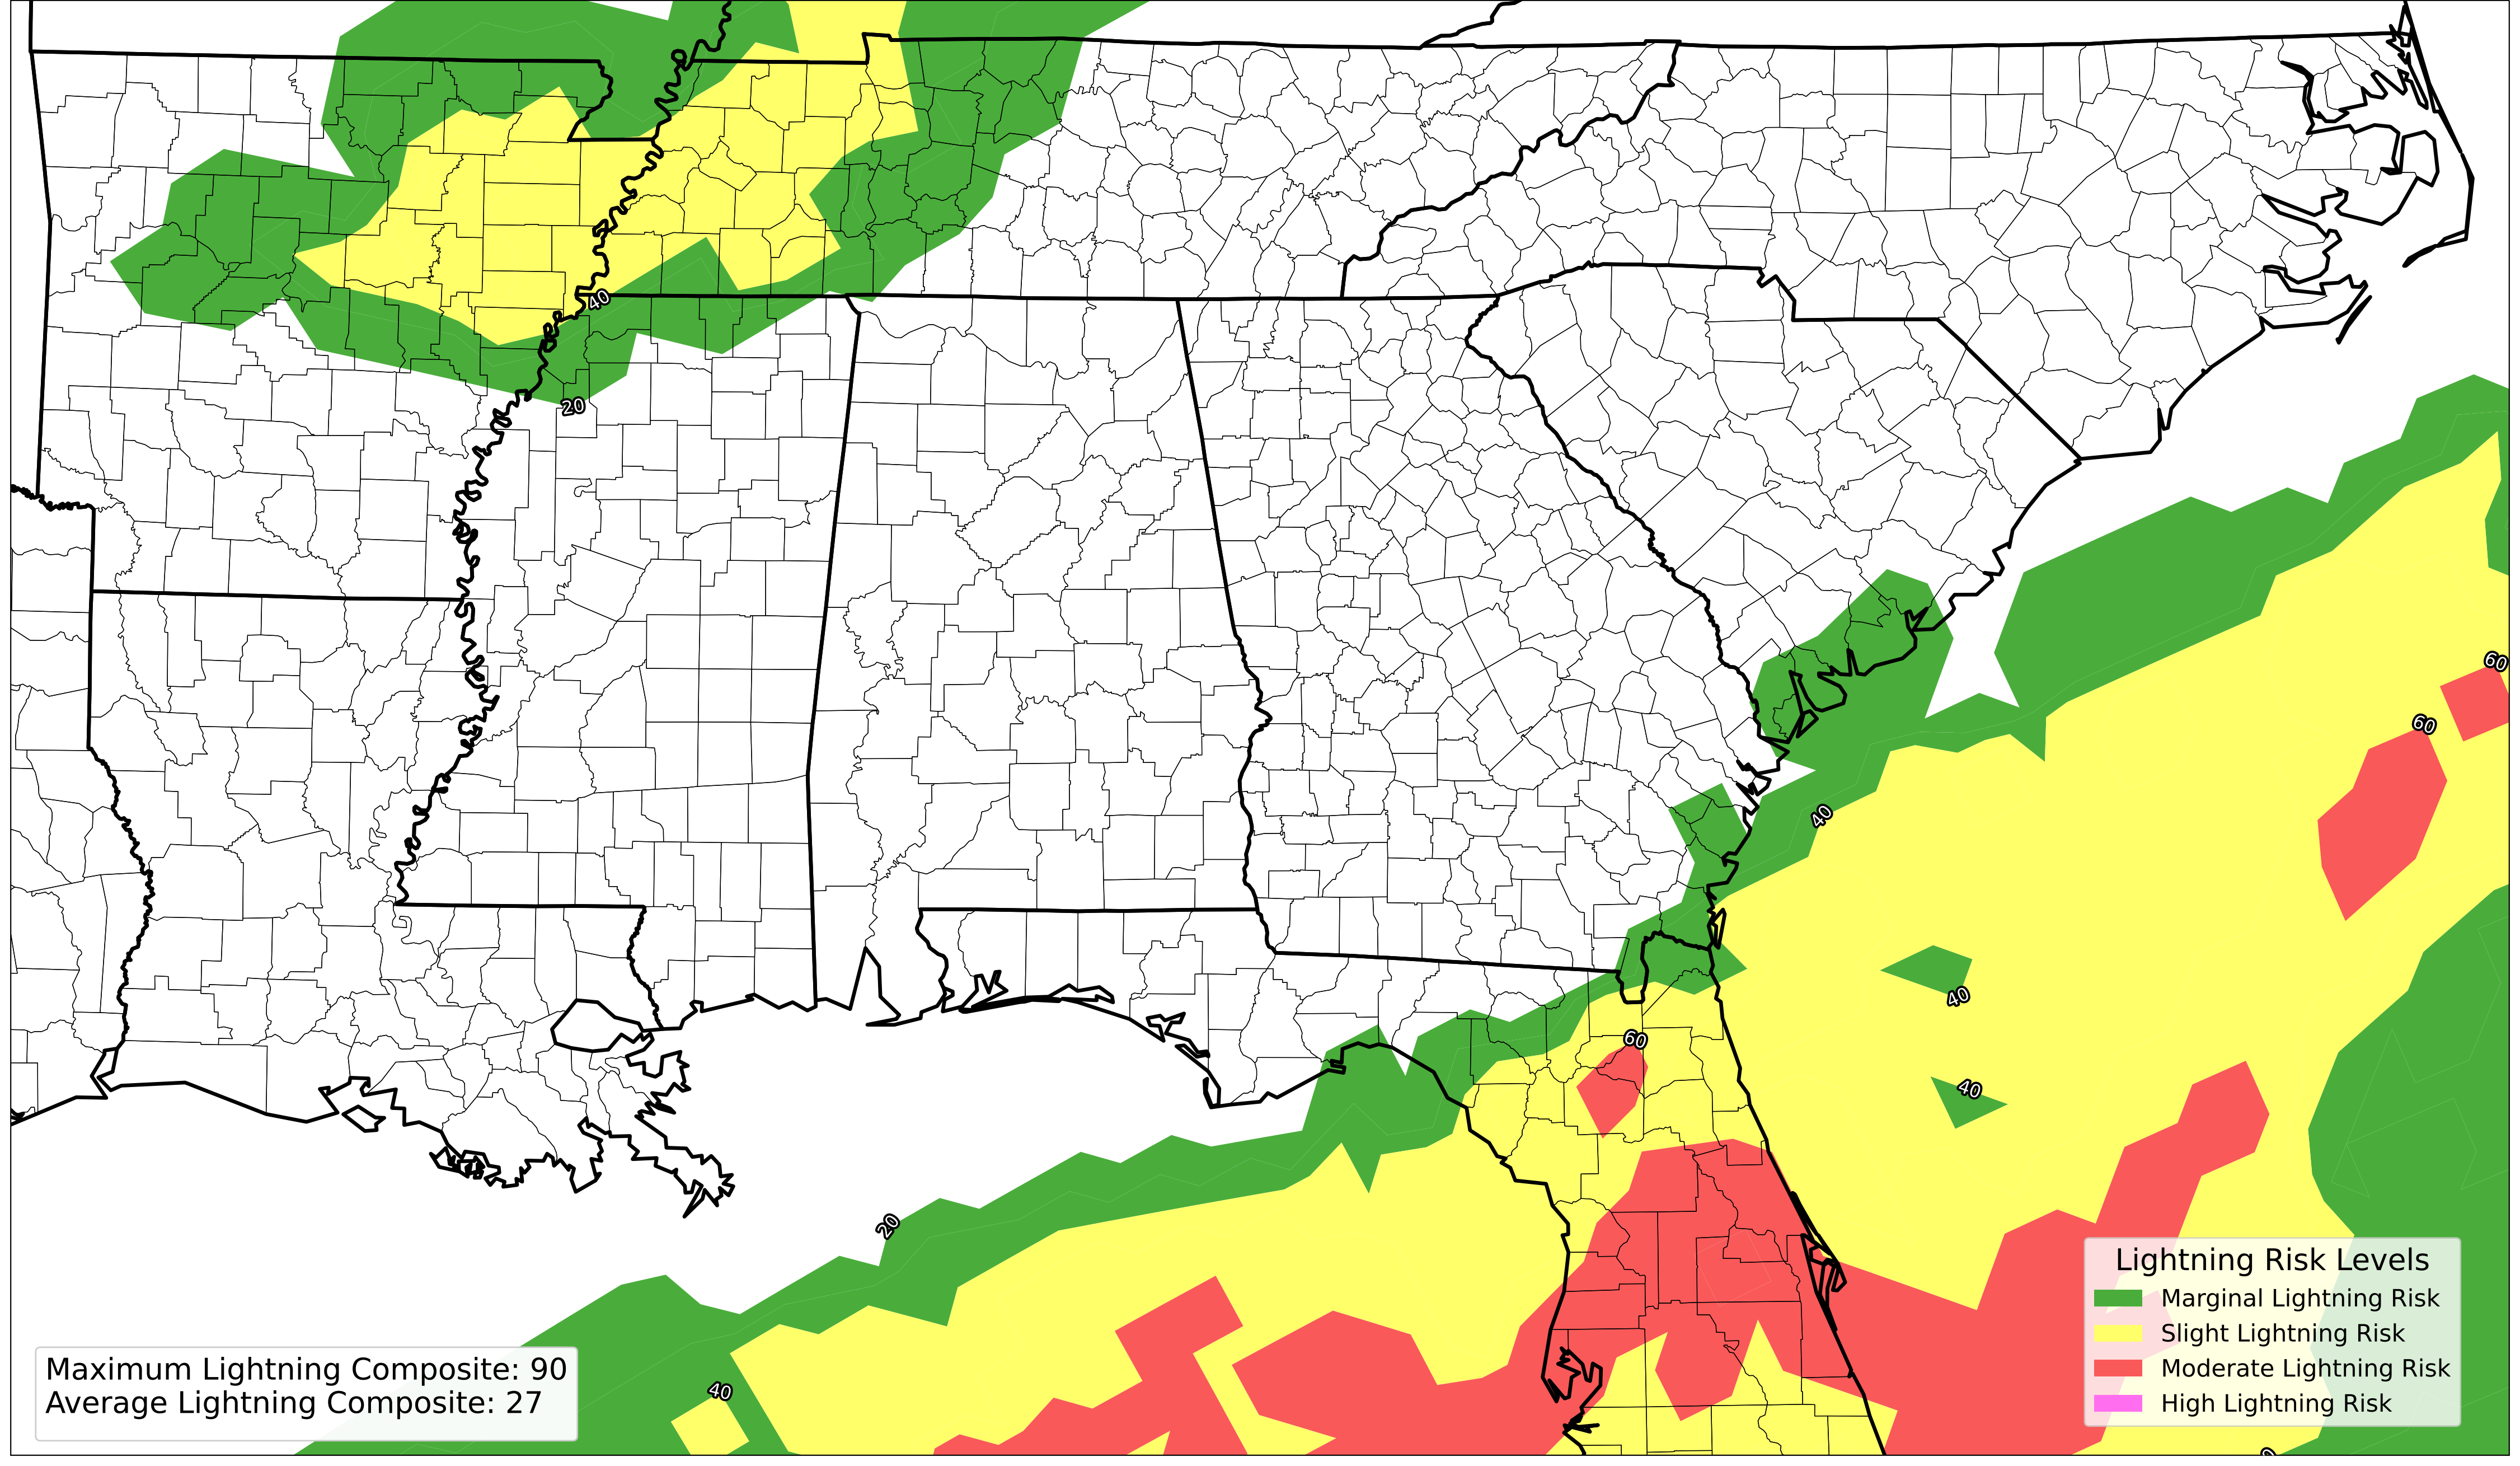 40
20
60
60
40
40
60
40
20
40
Lightning Risk Levels
Marginal Lightning Risk
Slight Lightning Risk
Moderate Lightning Risk
High Lightning Risk
Maximum Lightning Composite: 90
Average Lightning Composite: 27